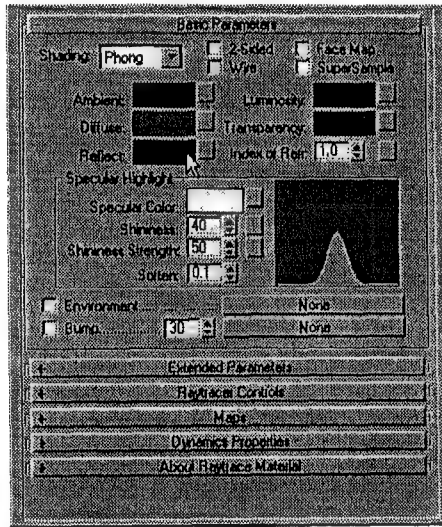 Basic Parameters
Shading: Phong 2-Sided Face Map
Wire SuperSample
Ambient: Luminosity:
Diffuse: Transparency:
Reflect: Index of Refr: 1,0
Specular Highlight
Specular Color:
Shininess: 40
Shininess Strength: 50
Soften: 0,1
Environment........ None
Bump.............. 30 None
+ Extended Parameters
+ Raytracer Controls
+ Maps
+ Dynamics Properties
+ About Raytrace Material